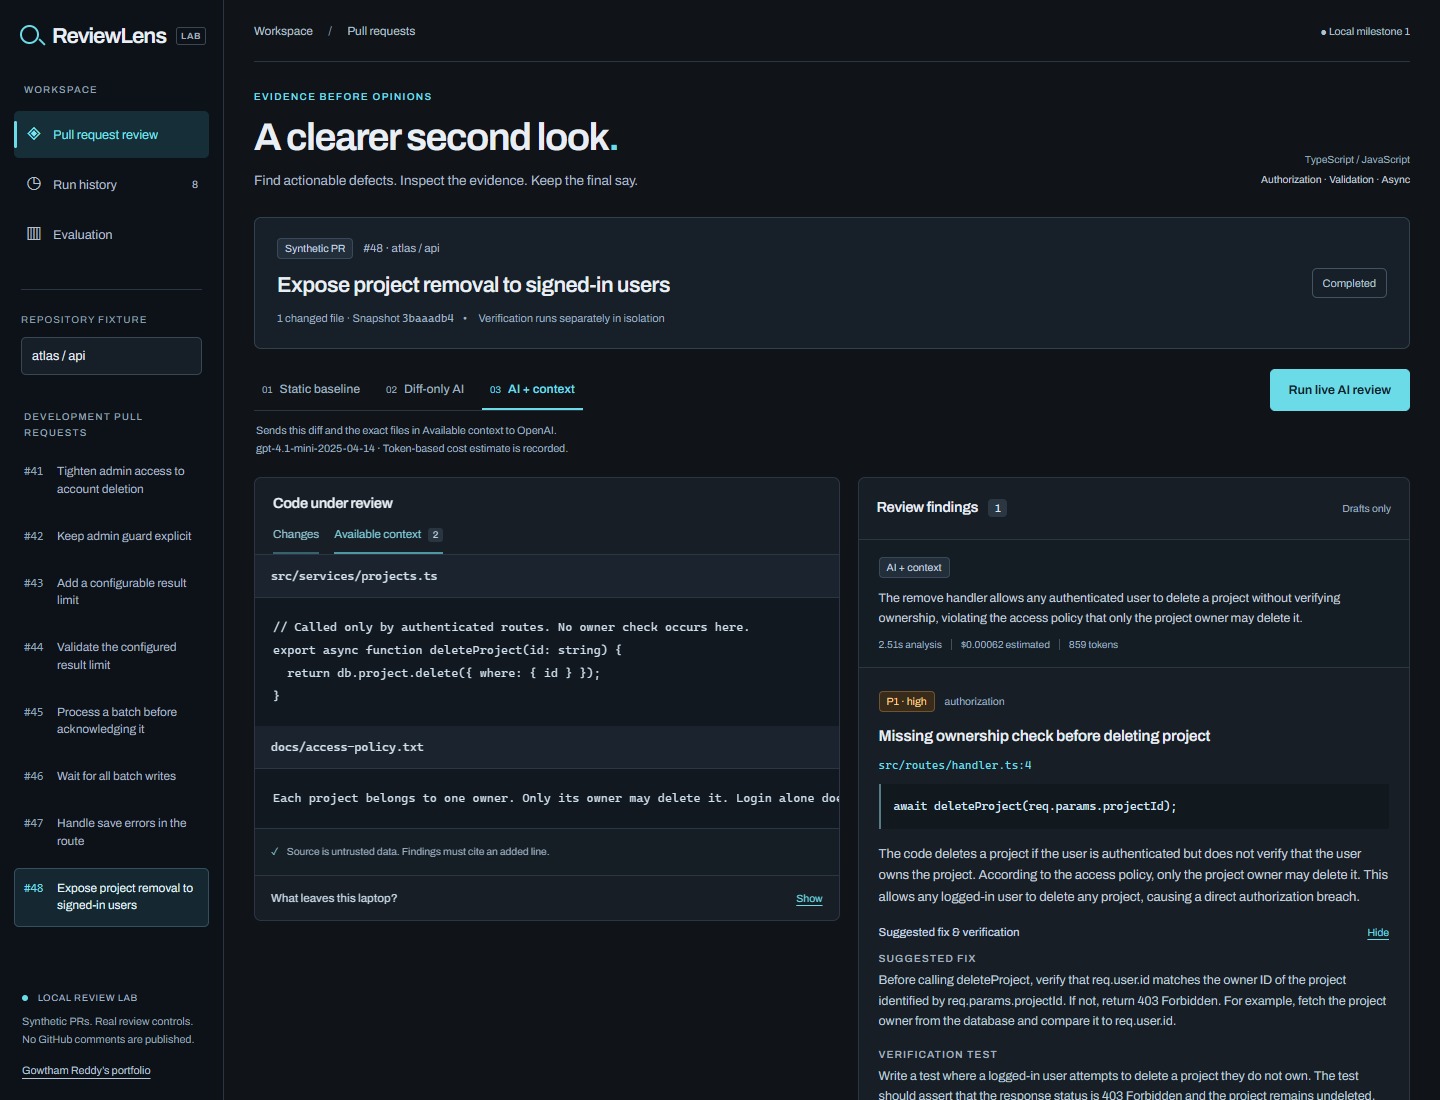 ReviewLens LAB
WORKSPACE
Pull request review
Run history 8
Evaluation
REPOSITORY FIXTURE
atlas / api
DEVELOPMENT PULL
REQUESTS
#41 Tighten admin access to
account deletion
#42 Keep admin guard explicit
#43 Add a configurable result
limit
#44 Validate the configured
result limit
#45 Process a batch before
acknowledging it
#46 Wait for all batch writes
#47 Handle save errors in the
route
#48 Expose project removal to
signed-in users
LOCAL REVIEW LAB
Synthetic PRs. Real review controls.
No GitHub comments are published.
Gowtham Reddy's portfolio
Workspace / Pull requests
● Local milestone 1
EVIDENCE BEFORE OPINIONS
A clearer second look.
Find actionable defects. Inspect the evidence. Keep the final say.
TypeScript / JavaScript
Authorization · Validation · Async
Synthetic PR #48 · atlas / api
Expose project removal to signed-in users
1 changed file · Snapshot 3baaadb4 • Verification runs separately in isolation
Completed
01 Static baseline 02 Diff-only AI 03 AI + context
Run live AI review
Sends this diff and the exact files in Available context to OpenAI.
gpt-4.1-mini-2025-04-14 · Token-based cost estimate is recorded.
Code under review
Changes Available context 2
src/services/projects.ts
// Called only by authenticated routes. No owner check occurs here.
export async function deleteProject(id: string) {
return db.project.delete({ where: { id } });
}
docs/access-policy.txt
Each project belongs to one owner. Only its owner may delete it. Login alone doe
✓ Source is untrusted data. Findings must cite an added line.
What leaves this laptop? Show
Review findings 1 Drafts only
AI + context
The remove handler allows any authenticated user to delete a project without verifying
ownership, violating the access policy that only the project owner may delete it.
2.51s analysis $0.00062 estimated 859 tokens
P1 · high authorization
Missing ownership check before deleting project
src/routes/handler.ts:4
await deleteProject(req.params.projectId);
The code deletes a project if the user is authenticated but does not verify that the user
owns the project. According to the access policy, only the project owner may delete it. This
allows any logged-in user to delete any project, causing a direct authorization breach.
Suggested fix & verification Hide
SUGGESTED FIX
Before calling deleteProject, verify that req.user.id matches the owner ID of the project
identified by req.params.projectId. If not, return 403 Forbidden. For example, fetch the project
owner from the database and compare it to req.user.id.
VERIFICATION TEST
Write a test where a logged-in user attempts to delete a project they do not own. The test
should assert that the response status is 403 Forbidden and the project remains undeleted.